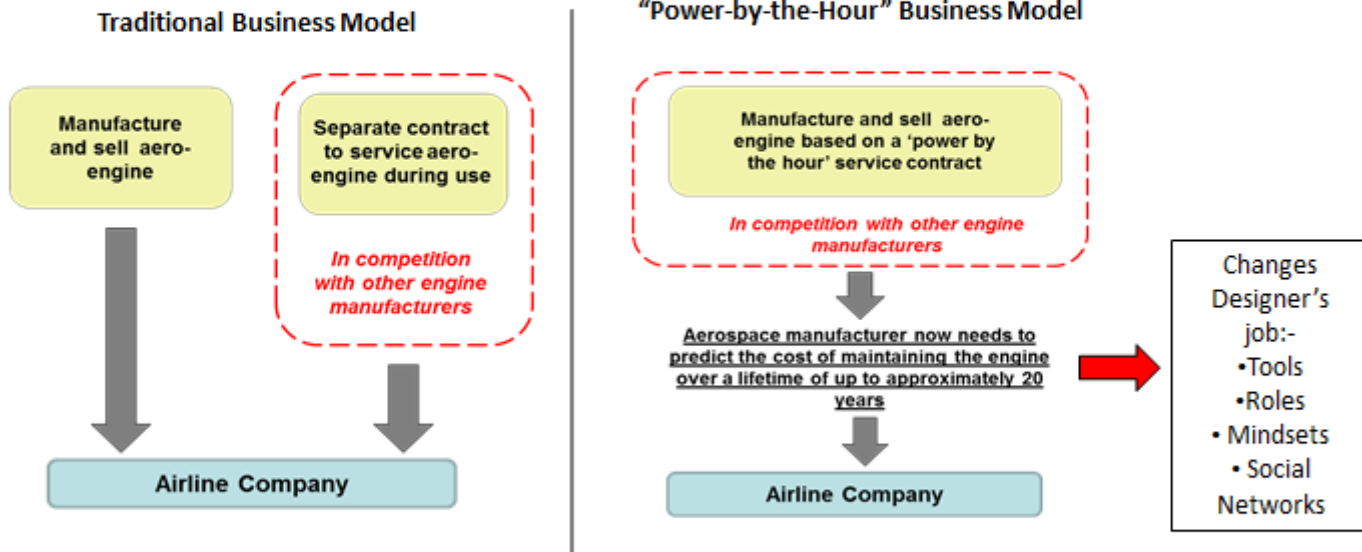 Traditional Business Model
Manufacture
and sell aero-
engine
Separate contract
to service aero-
engine during use
In competition
with other engine
manufacturers
Airline Company
“Power-by-the-Hour” Business Model
Manufacture and sell aero-
engine based on a ‘power by
the hour’ service contract
In competition with other engine
manufacturers
Aerospace manufacturer now needs to
predict the cost of maintaining the engine
over a lifetime of up to approximately 20
years
Airline Company
Changes
Designer’s
job:-
•Tools
•Roles
• Mindsets
• Social
Networks